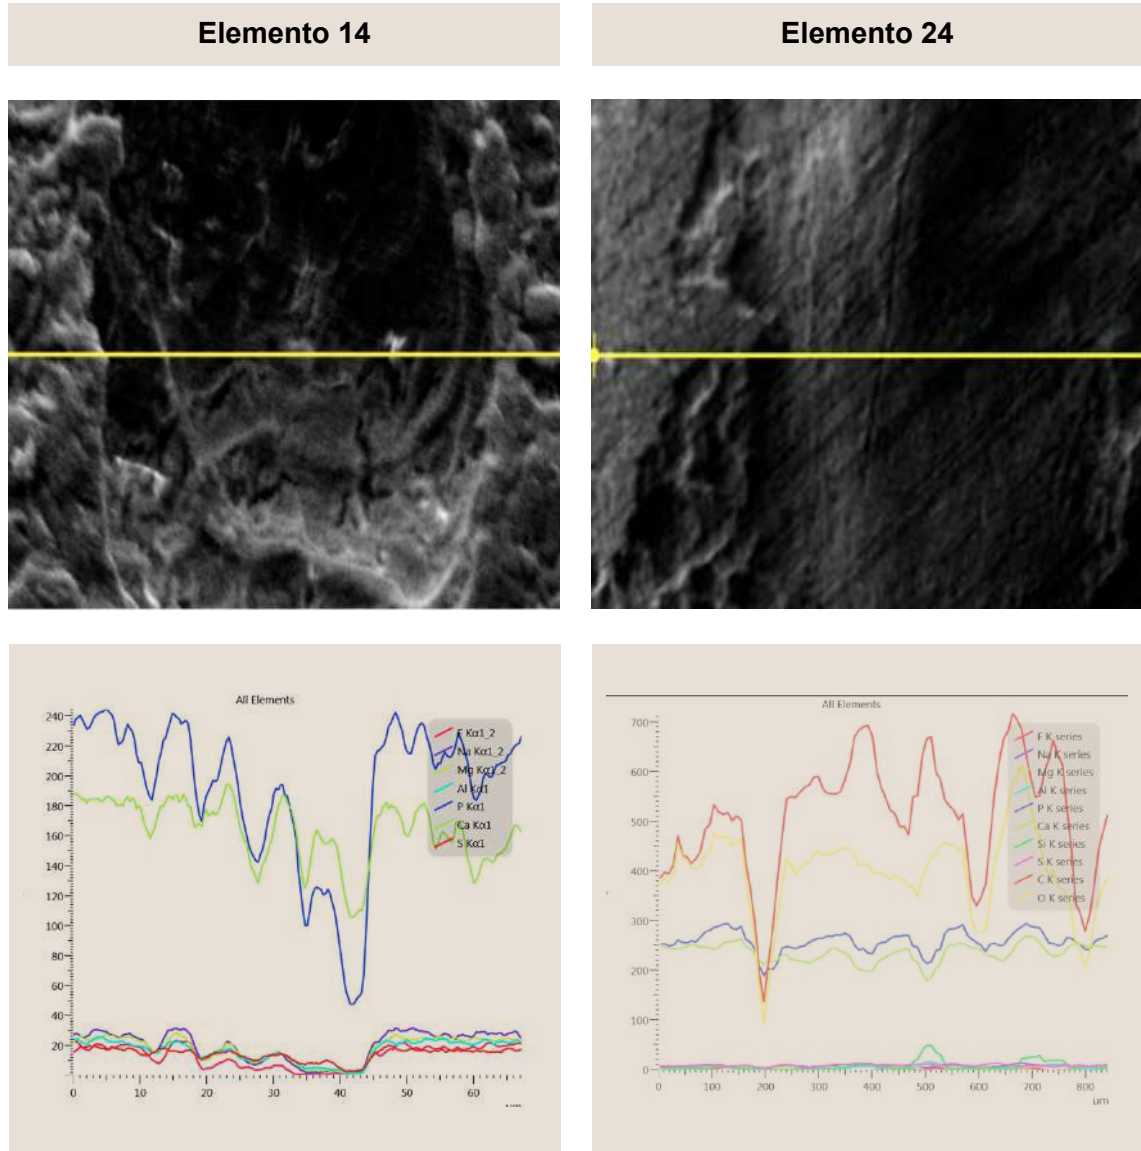 Elemento 14
Elemento 24
All Elements
240
220
200
180
160
140
120
100
80
60
40
20
0
10
20
30
40
50
60
µm
F Kα1_2
Na Kα1_2
Mg Kα1_2
Al Kα1
P Kα1
Ca Kα1
S Kα1
All Elements
700
600
500
400
300
200
100
0
0
100
200
300
400
500
600
700
800
µm
F K series
Na K series
Mg K series
Al K series
P K series
Ca K series
Si K series
S K series
C K series
O K series